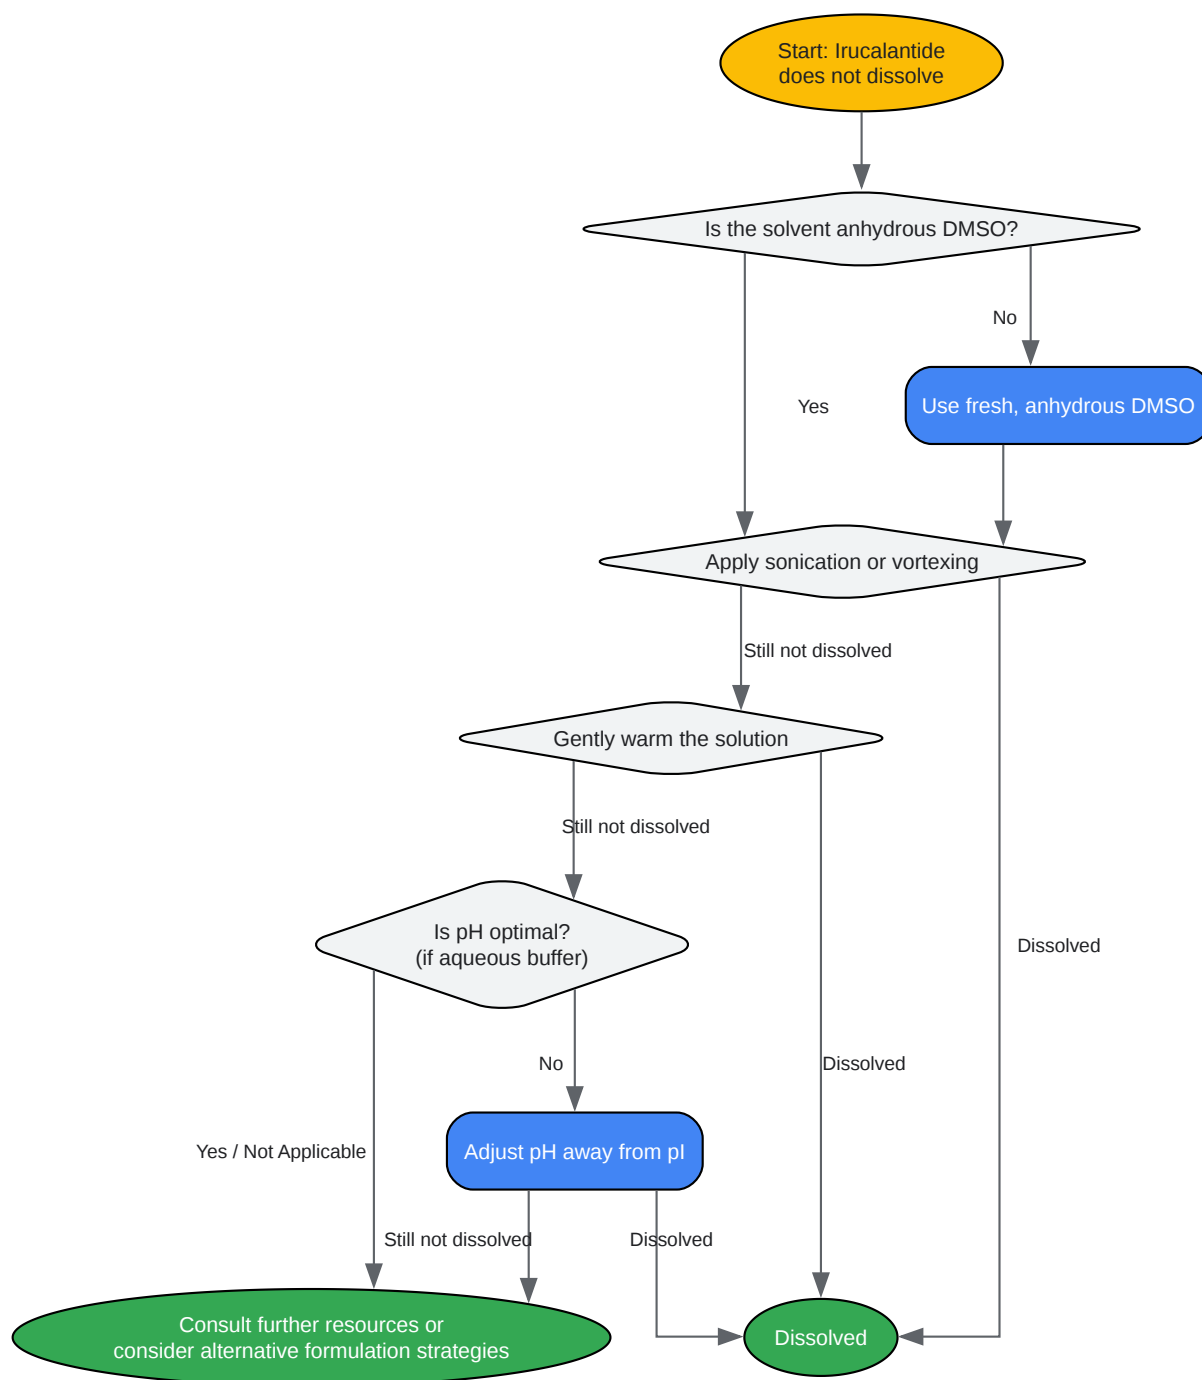 Start: Irucalantide
does not dissolve
Is the solvent anhydrous DMSO?
No
Yes
Use fresh, anhydrous DMSO
Apply sonication or vortexing
Still not dissolved
Gently warm the solution
Still not dissolved
Is pH optimal?
(if aqueous buffer)
Dissolved
No
Dissolved
Yes / Not Applicable
Adjust pH away from pI
Still not dissolved
Dissolved
Consult further resources or
consider alternative formulation strategies
Dissolved